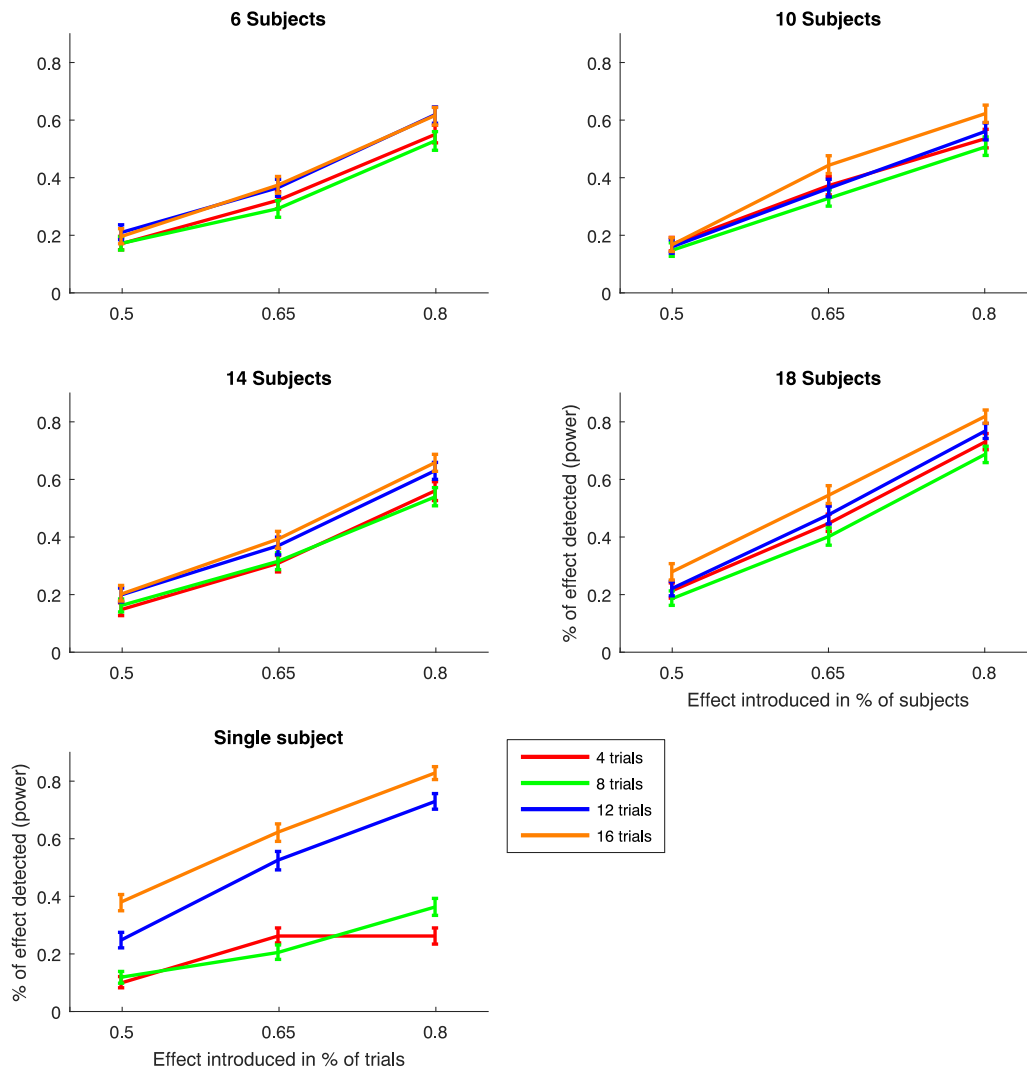 6 Subjects
0.8
0.6
0.4
0.2
0
0.5 0.65 0.8
10 Subjects
0.8
0.6
0.4
0.2
0
0.5 0.65 0.8
14 Subjects
0.8
0.6
0.4
0.2
0
0.5 0.65 0.8
18 Subjects
% of effect detected (power)
0.8
0.6
0.4
0.2
0
0.5 0.65 0.8
Effect introduced in % of subjects
Single subject
% of effect detected (power)
0.8
0.6
0.4
0.2
0
0.5 0.65 0.8
Effect introduced in % of trials
4 trials
8 trials
12 trials
16 trials